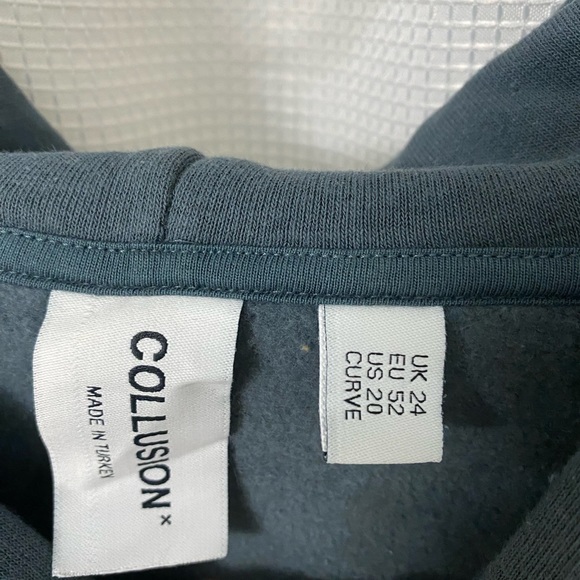 COLLUSION ×
MADE IN TURKEY
UK 24
EU 52
US 20
CURVE